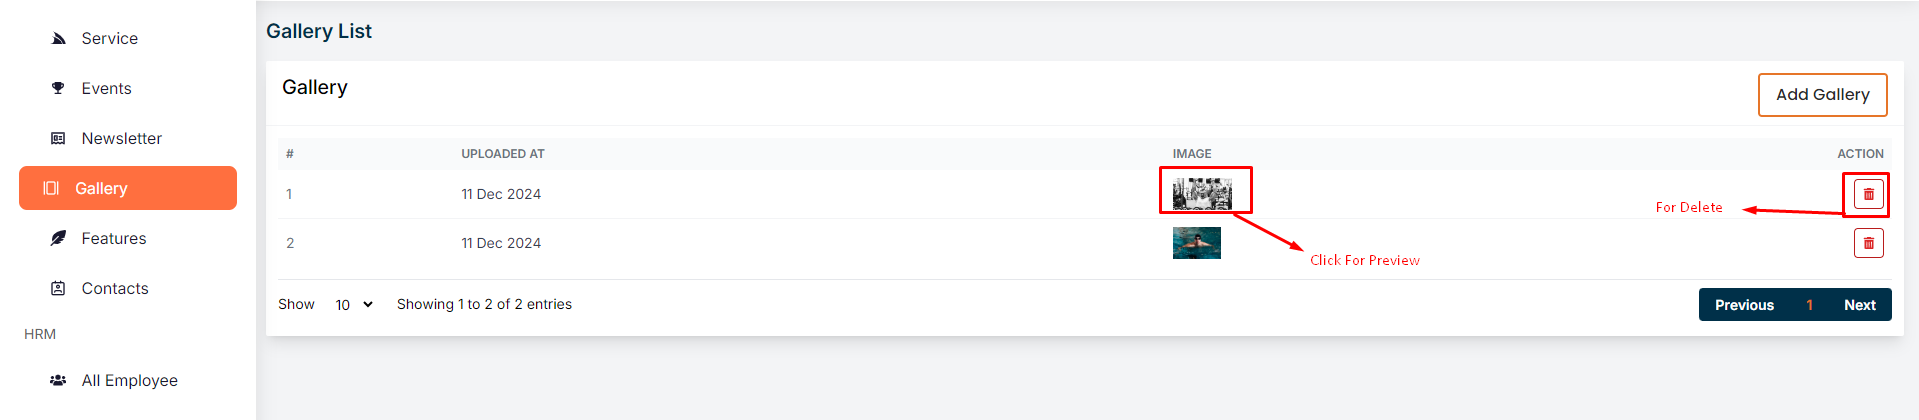 Service
Events
Newsletter
Gallery
Features
Contacts
HRM
All Employee
Gallery List
Gallery
Add Gallery
# UPLOADED AT IMAGE ACTION
1 11 Dec 2024
For Delete
2 11 Dec 2024
Click For Preview
Show 10 Showing 1 to 2 of 2 entries
Previous 1 Next